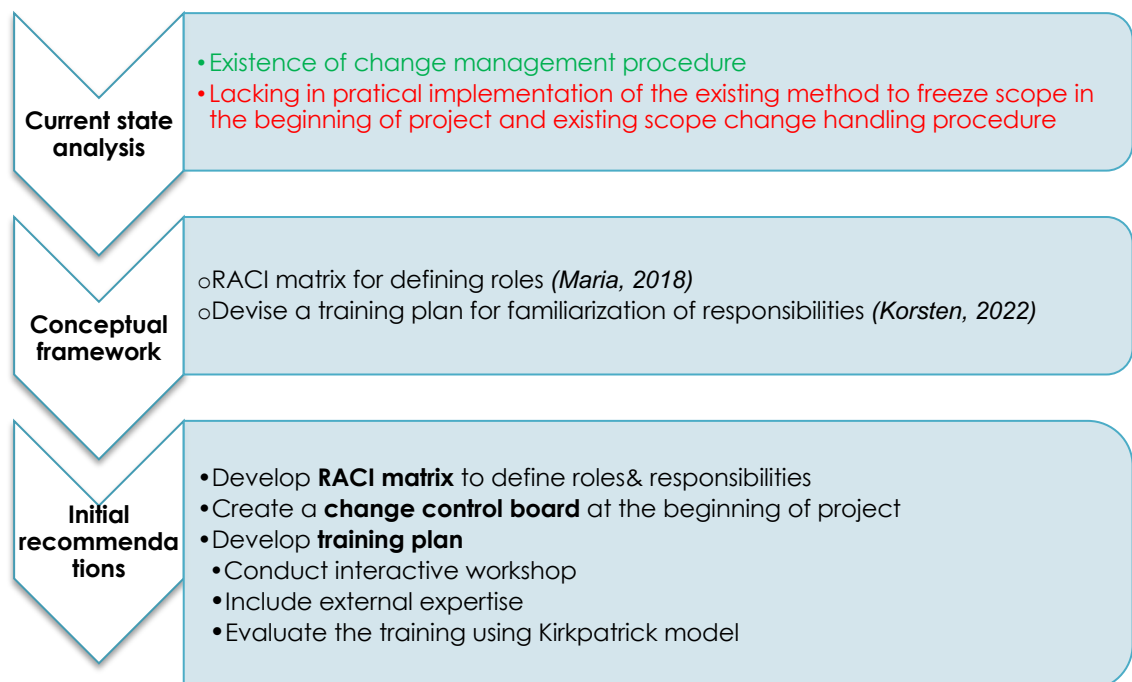 Current state
analysis
•Existence of change management procedure
•Lacking in pratical implementation of the existing method to freeze scope in
the beginning of project and existing scope change handling procedure
Conceptual
framework
oRACI matrix for defining roles (Maria, 2018)
oDevise a training plan for familiarization of responsibilities (Korsten, 2022)
Initial
recommenda
tions
•Develop RACI matrix to define roles& responsibilities
•Create a change control board at the beginning of project
•Develop training plan
•Conduct interactive workshop
•Include external expertise
•Evaluate the training using Kirkpatrick model